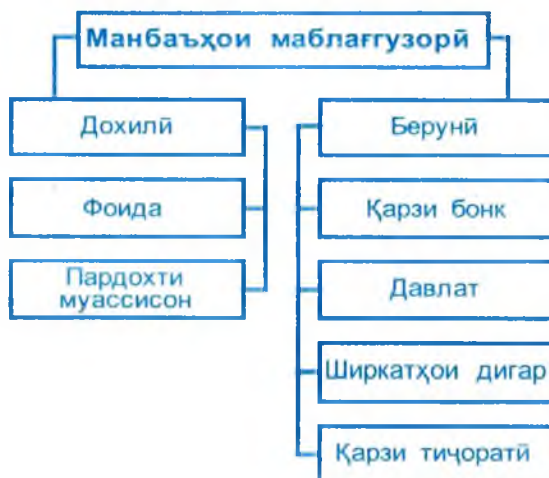 Манбаъҳои маблағгузорӣ
Дохилӣ
Фоида
Пардохти
муассисон
Берунӣ
Қарзи бонк
Давлат
Ширкатҳои дигар
Қарзи тиҷоратӣ